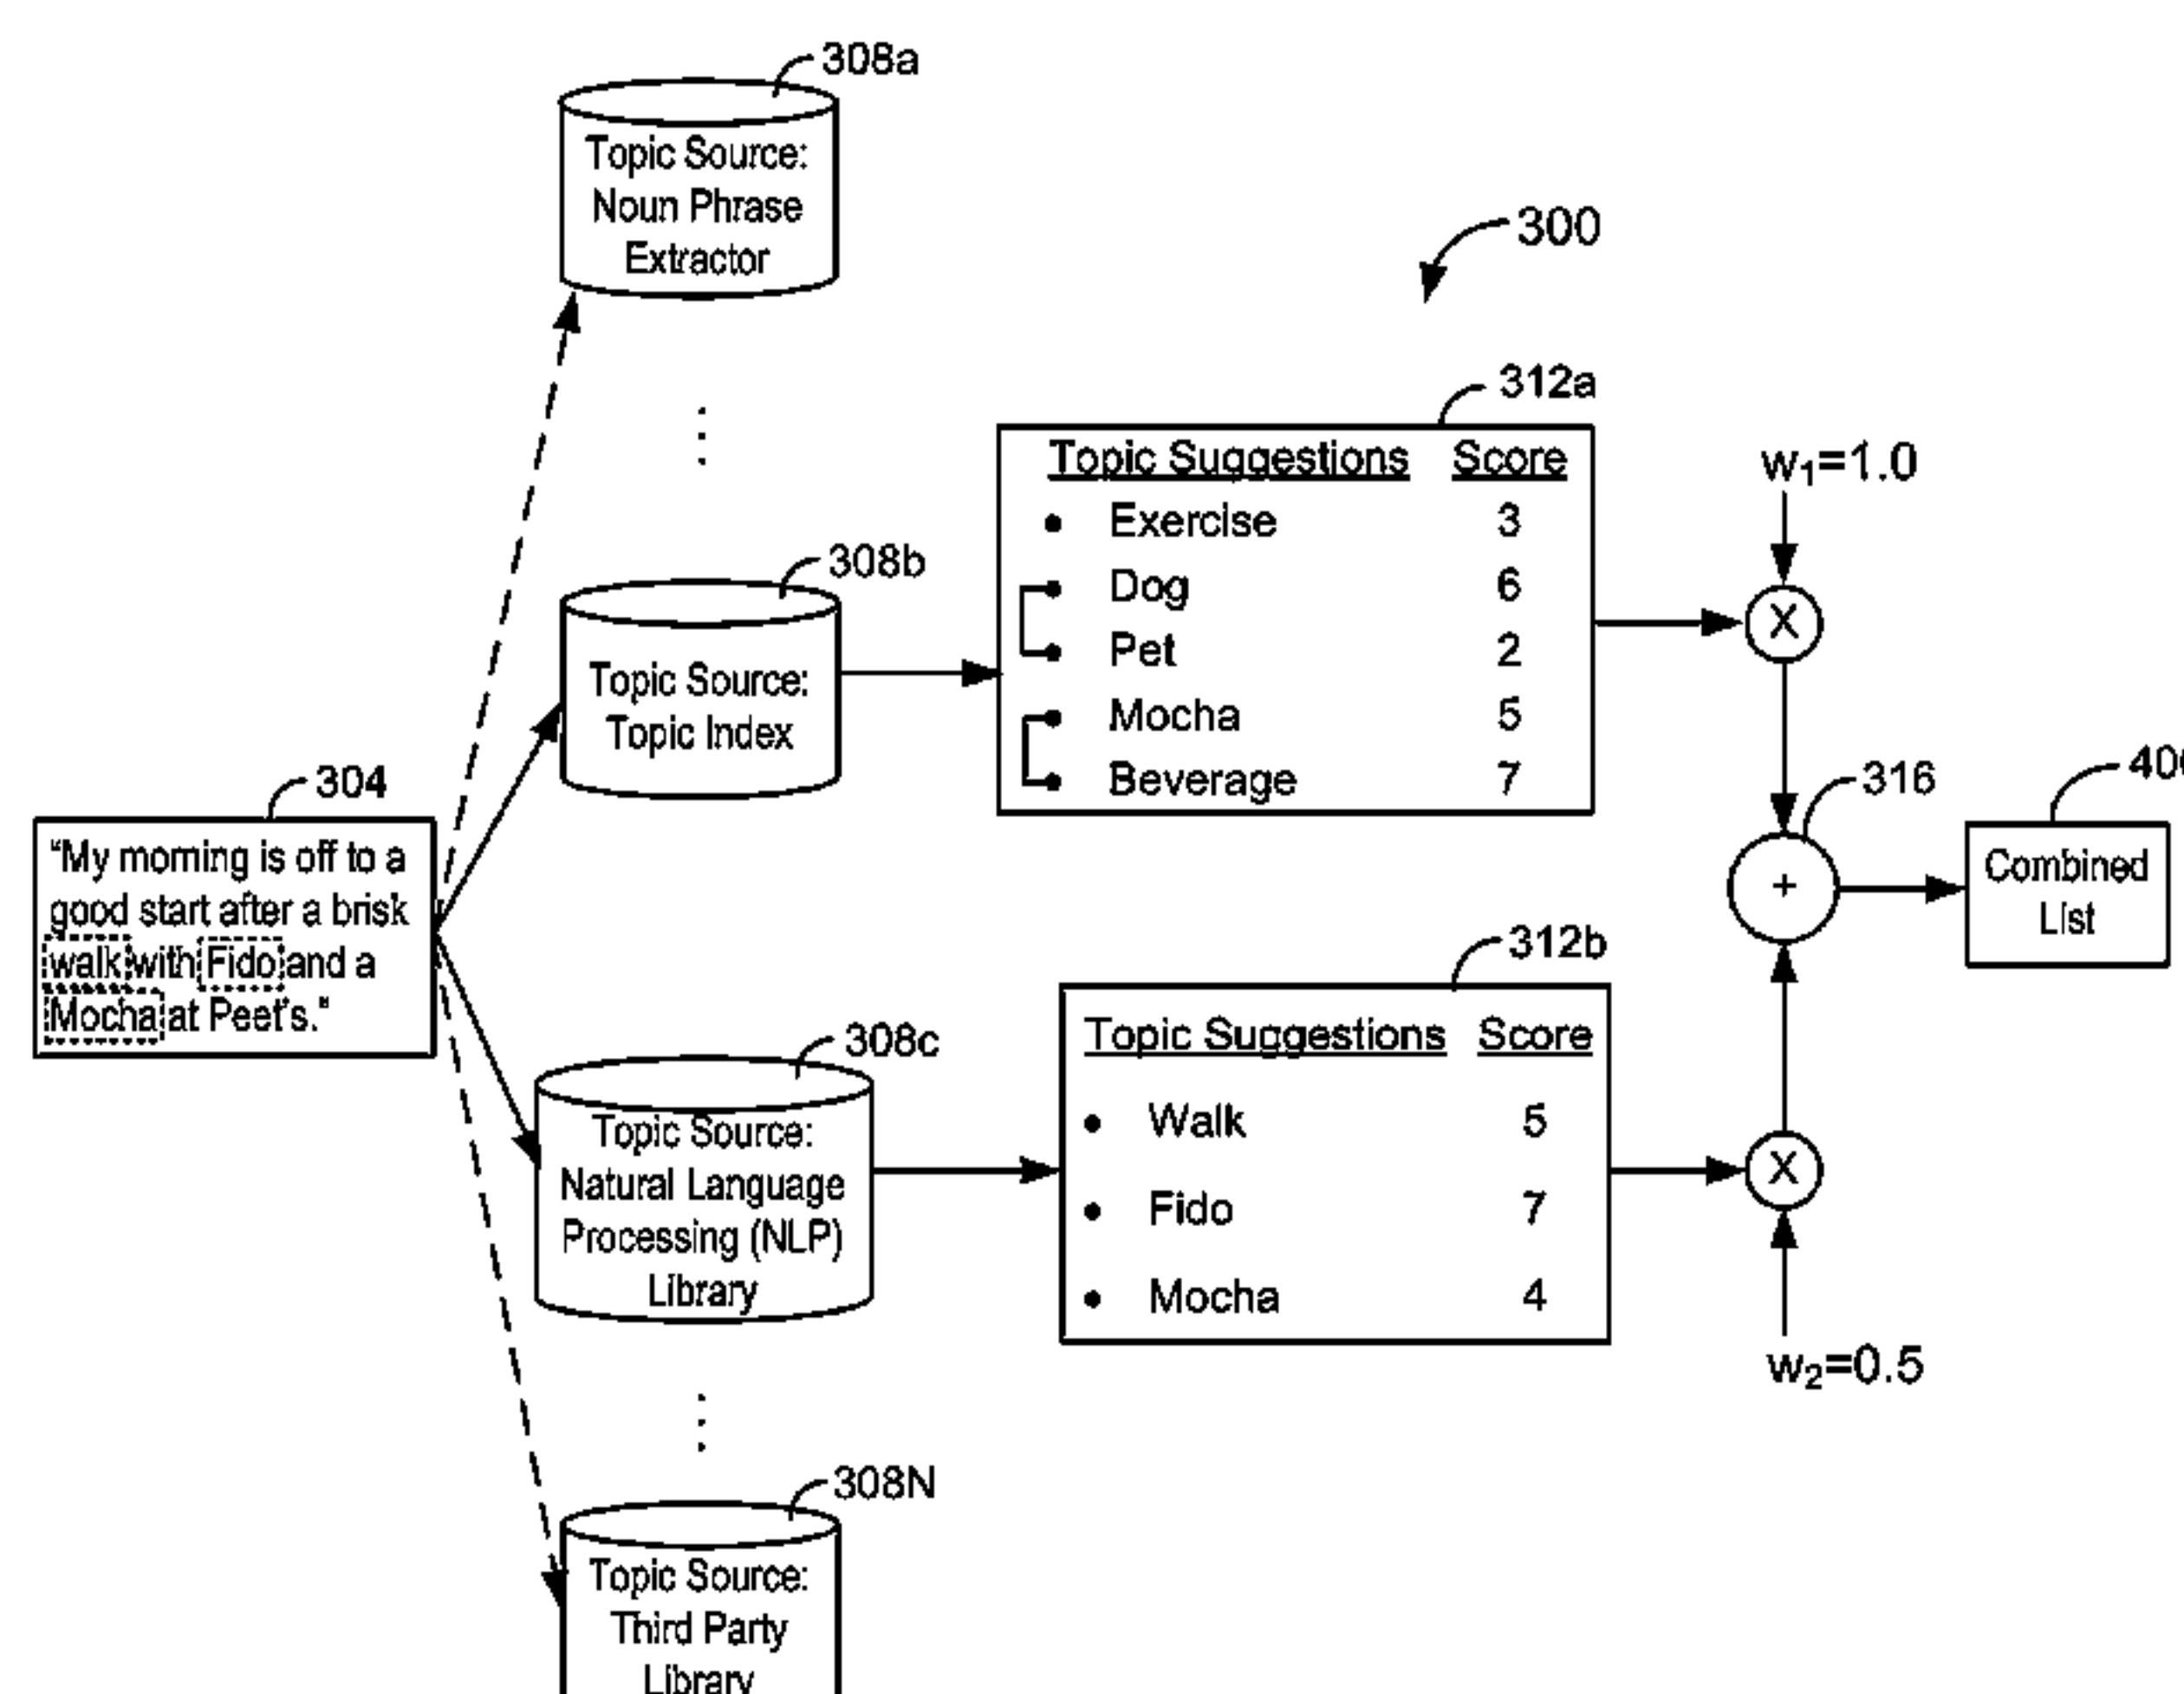 308a
Topic Source:
Noun Phrase
Extractor
300
308b
Topic Source:
Topic Index
312a
Topic Suggestions Score
• Exercise 3
• Dog 6
• Pet 2
• Mocha 5
• Beverage 7
w₁=1.0
X
304
"My morning is off to a
good start after a brisk
walk with Fido and a
Mocha at Peet's."
316
+
Combined
List
308c
Topic Source:
Natural Language
Processing (NLP)
Library
312b
Topic Suggestions Score
• Walk 5
• Fido 7
• Mocha 4
X
w₂=0.5
308N
Topic Source:
Third Party
Library